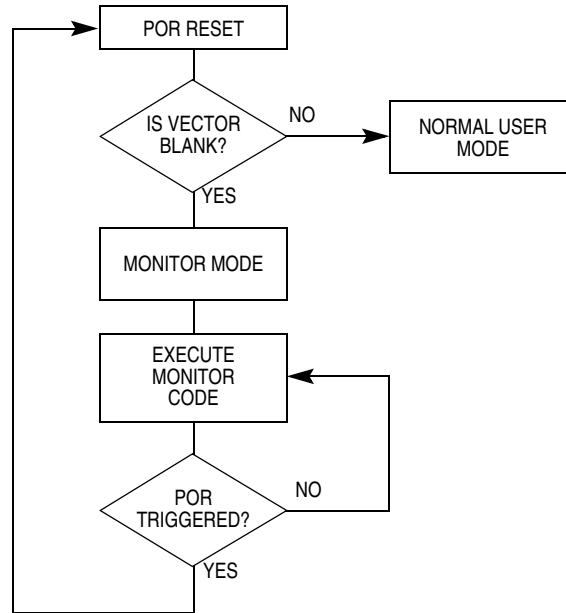 POR RESET
IS VECTOR
BLANK?
NO
NORMAL USER
MODE
YES
MONITOR MODE
EXECUTE
MONITOR
CODE
POR
TRIGGERED?
NO
YES